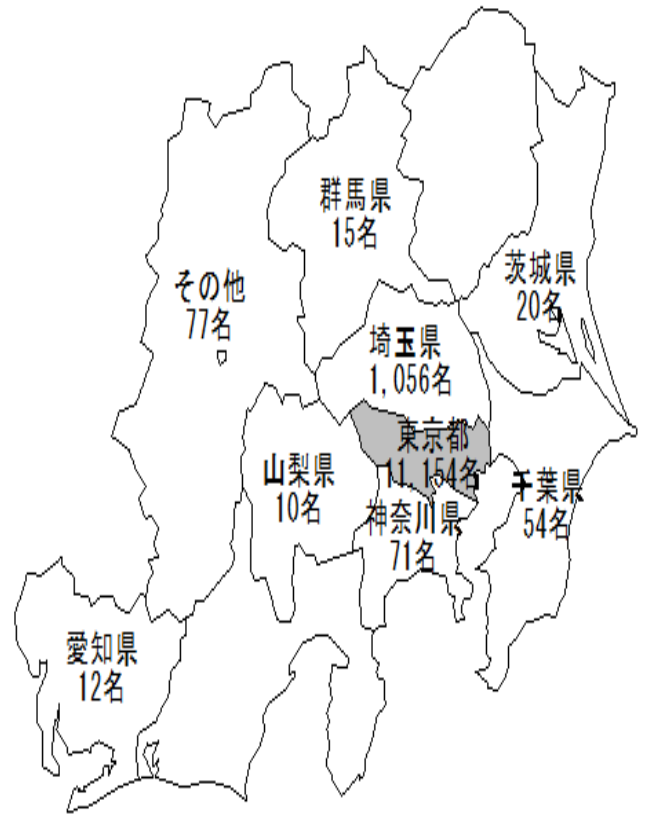 群馬県
15名
茨城県
20名
その他
77名
埼玉県
1,056名
東京都
11,154名
山梨県
10名
千葉県
54名
神奈川県
71名
愛知県
12名